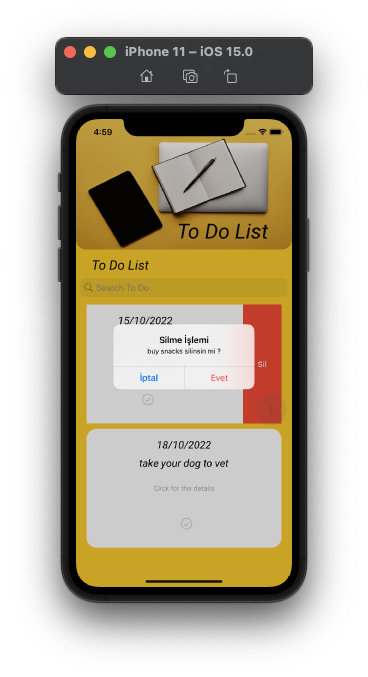 iPhone 11 – iOS 15.0
4:59
To Do List
To Do List
Search To Do
15/10/2022
Silme İşlemi
buy snacks silinsin mi ?
İptal
Evet
Sil
18/10/2022
take your dog to vet
Click for the details